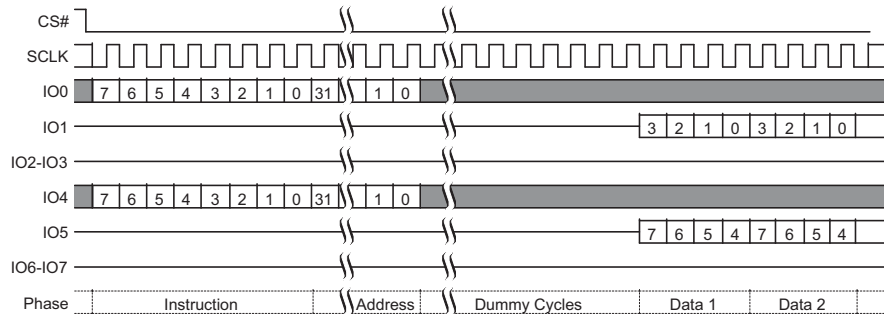 CS#
SCLK
IO0 7 6 5 4 3 2 1 0 31 1 0
IO1 3 2 1 0 3 2 1 0
IO2-IO3
IO4 7 6 5 4 3 2 1 0 31 1 0
IO5 7 6 5 4 7 6 5 4
IO6-IO7
Phase Instruction Address Dummy Cycles Data 1 Data 2